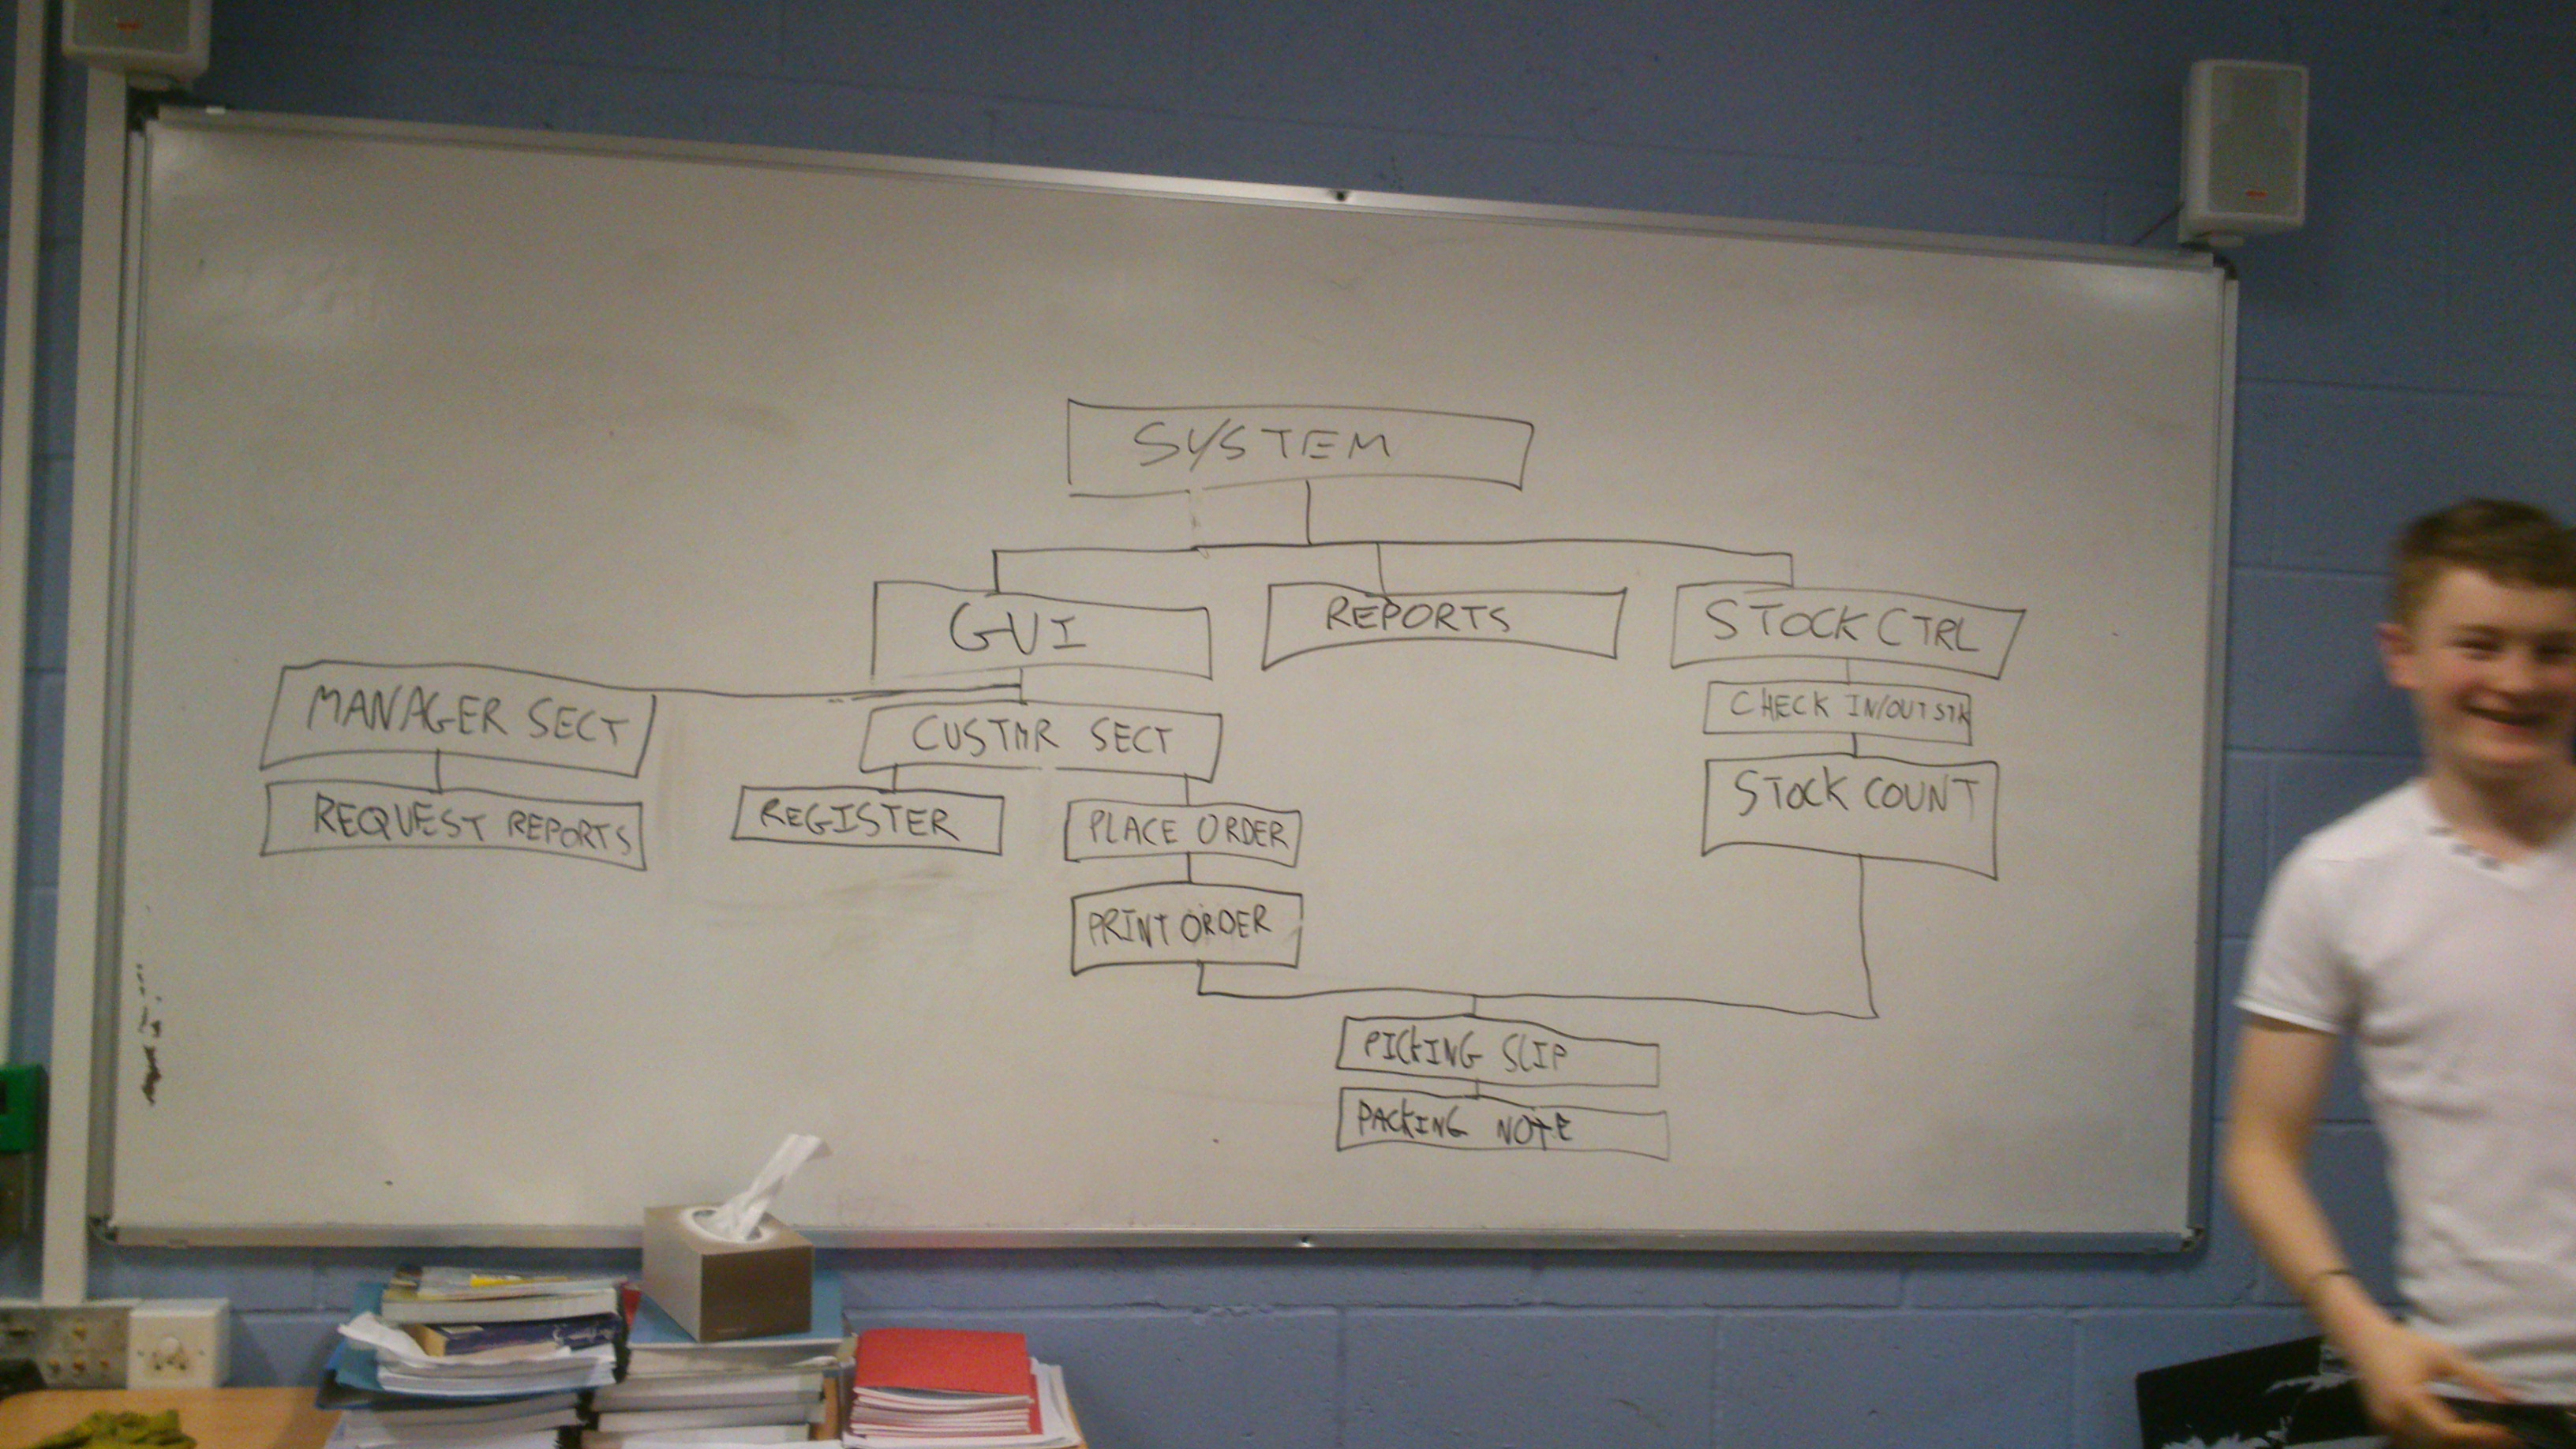 SYSTEM
GUI
REPORTS
STOCK CTRL
MANAGER SECT
CUSTMR SECT
CHECK IN/OUT STK
REQUEST REPORTS
REGISTER
PLACE ORDER
STOCK COUNT
PRINT ORDER
PICKING SLIP
PACKING NOTE